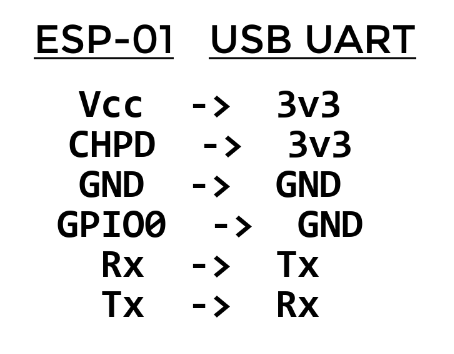 ESP-01 USB UART
Vcc -> 3v3
CHPD -> 3v3
GND -> GND
GPIO0 -> GND
Rx -> Tx
Tx -> Rx